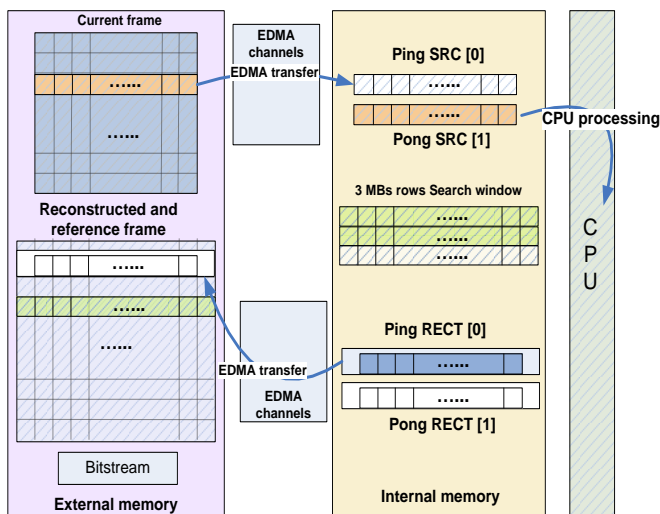 Current frame
......
......
Reconstructed and
reference frame
......
......
......
Bitstream
External memory
EDMA
channels
EDMA transfer
EDMA transfer
EDMA
channels
Ping SRC [0]
......
......
Pong SRC [1]
3 MBs rows Search window
......
......
......
Ping RECT [0]
......
......
Pong RECT [1]
Internal memory
CPU processing
C
P
U